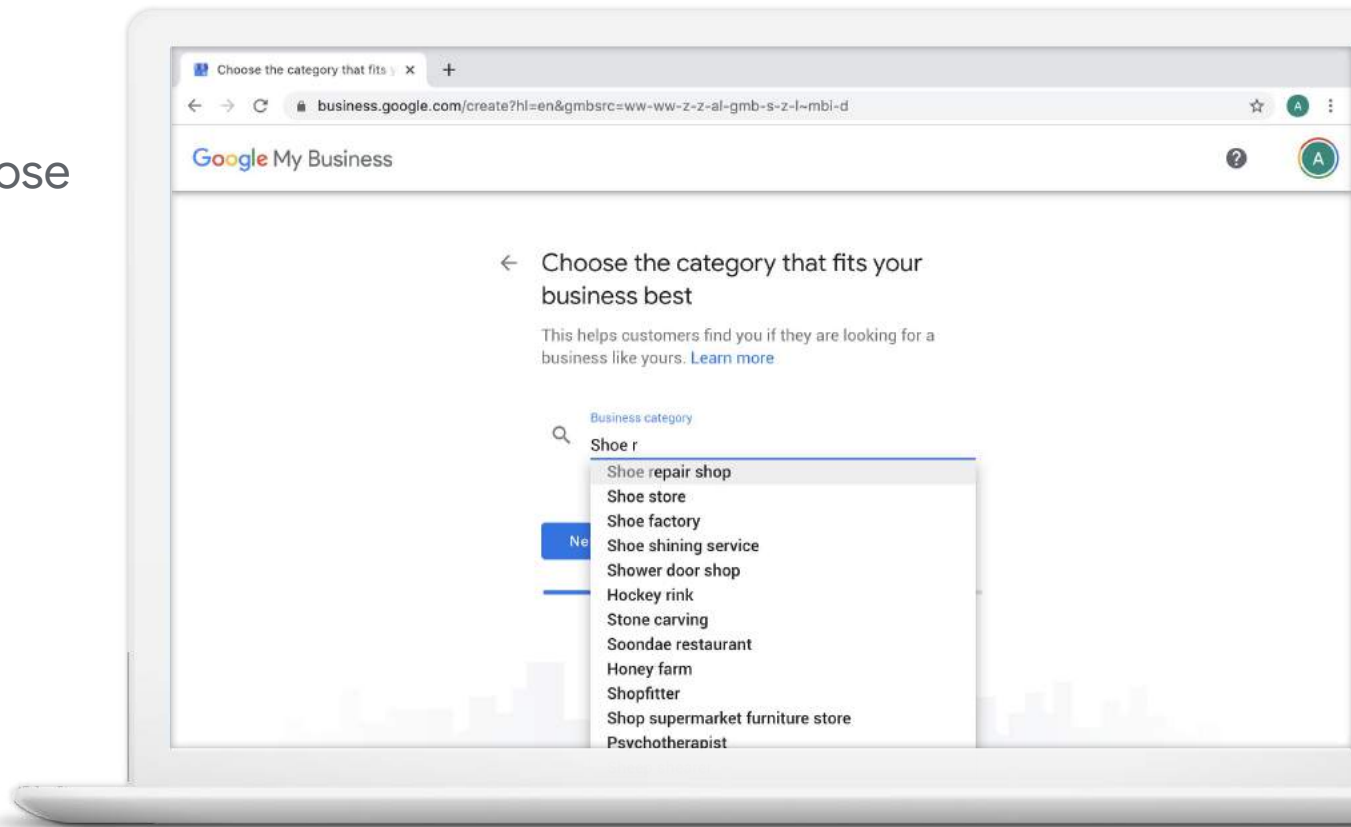 ose
Choose the category that fits
business.google.com/create?hl=en&gmbsrc=ww-ww-z-z-al-gmb-s-z-l~mbi-d
A
Google My Business
?
A
Choose the category that fits your
business best
This helps customers find you if they are looking for a
business like yours. Learn more
Business category
Shoe r
Shoe repair shop
Shoe store
Shoe factory
Ne
Shoe shining service
Shower door shop
Hockey rink
Stone carving
Soondae restaurant
Honey farm
Shopfitter
Shop supermarket furniture store
Psychotherapist